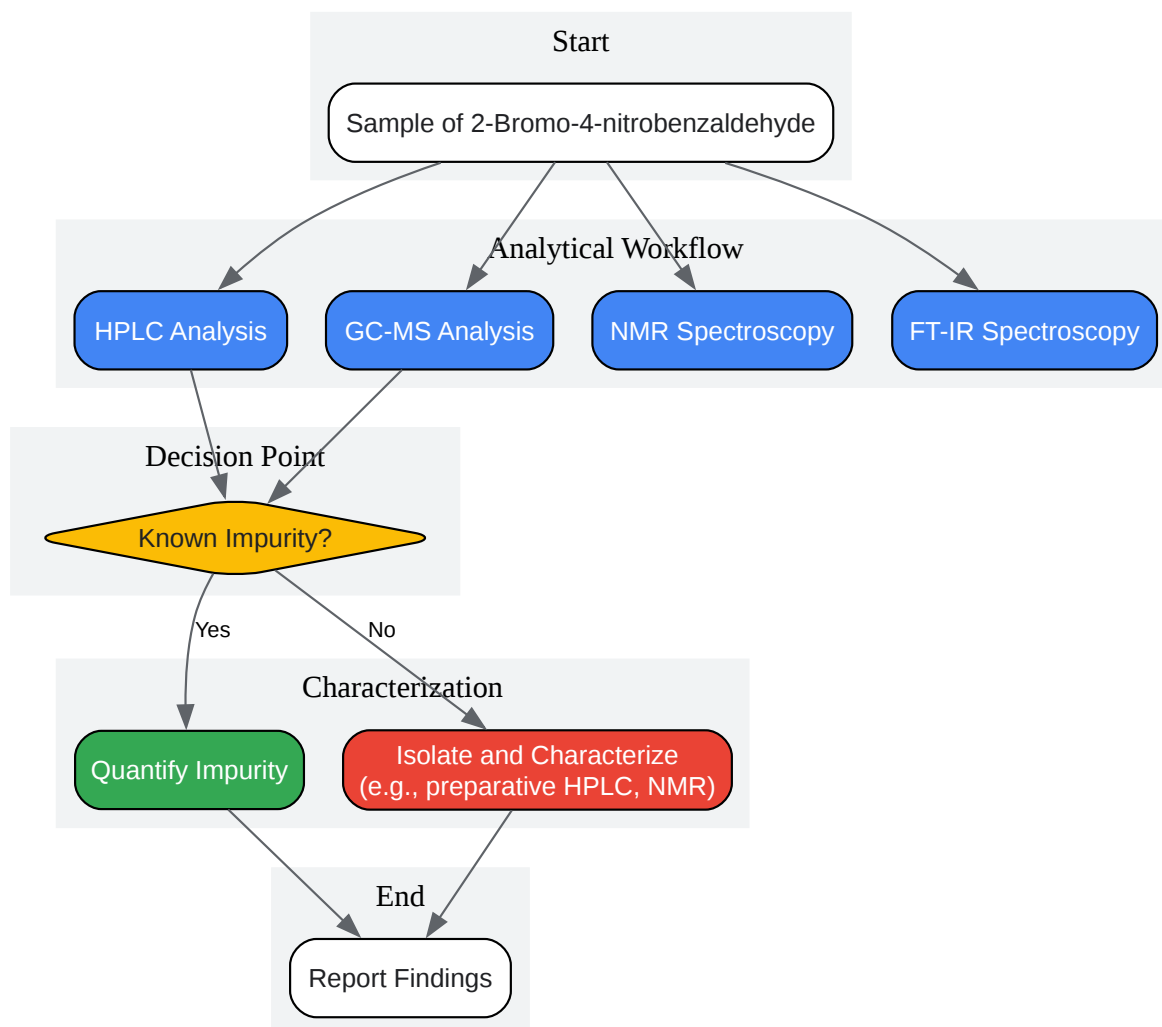 Start
Sample of 2-Bromo-4-nitrobenzaldehyde
Analytical Workflow
HPLC Analysis
GC-MS Analysis
NMR Spectroscopy
FT-IR Spectroscopy
Decision Point
Known Impurity?
Yes
No
Characterization
Quantify Impurity
Isolate and Characterize
(e.g., preparative HPLC, NMR)
End
Report Findings